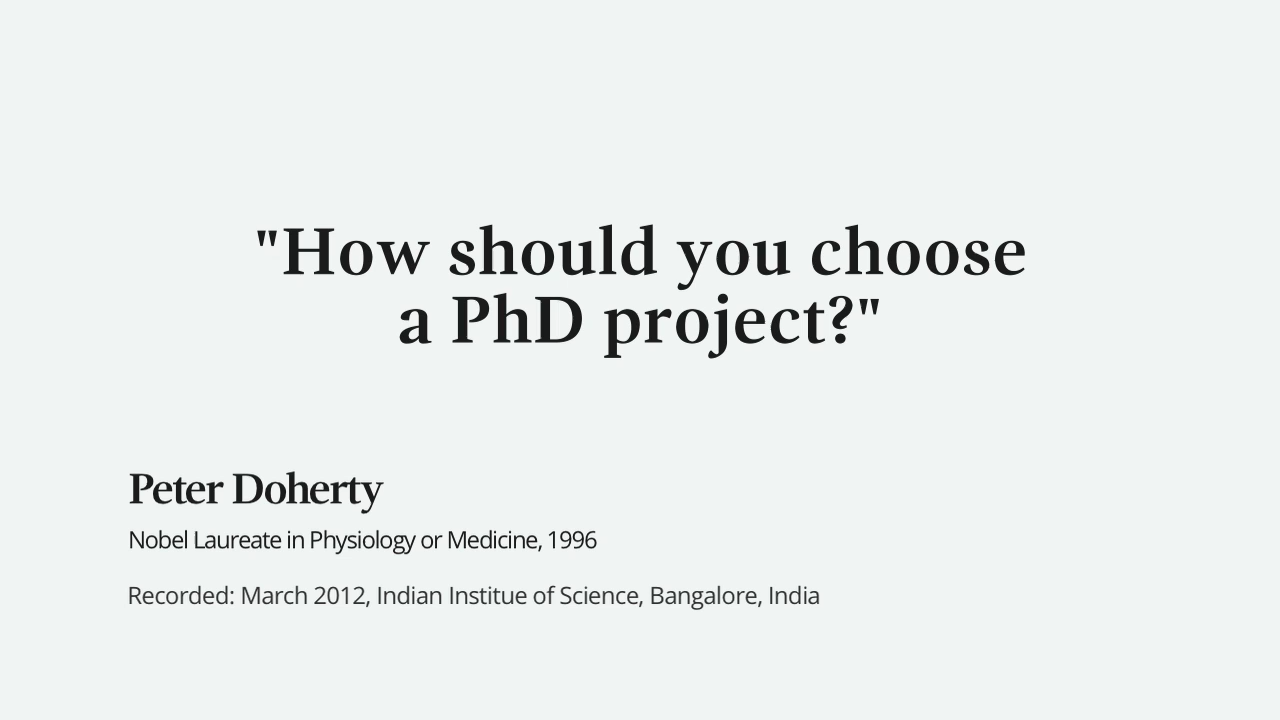 "How should you choose
a PhD project?"
Peter Doherty
Nobel Laureate in Physiology or Medicine, 1996
Recorded: March 2012, Indian Institue of Science, Bangalore, India